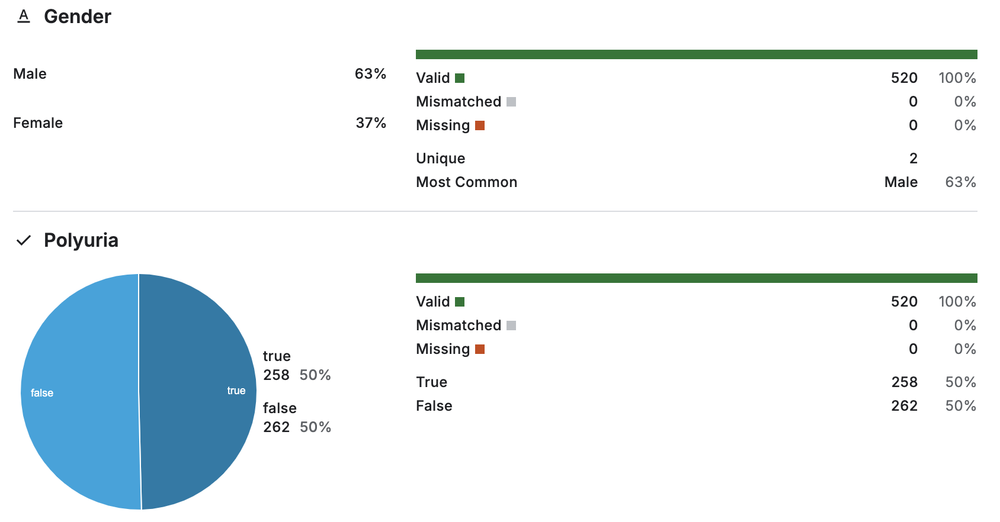 A Gender
Male 63%
Female 37%
Valid 520 100%
Mismatched 0 0%
Missing 0 0%
Unique 2
Most Common Male 63%
Polyuria
false
true
true
258 50%
false
262 50%
Valid 520 100%
Mismatched 0 0%
Missing 0 0%
True 258 50%
False 262 50%